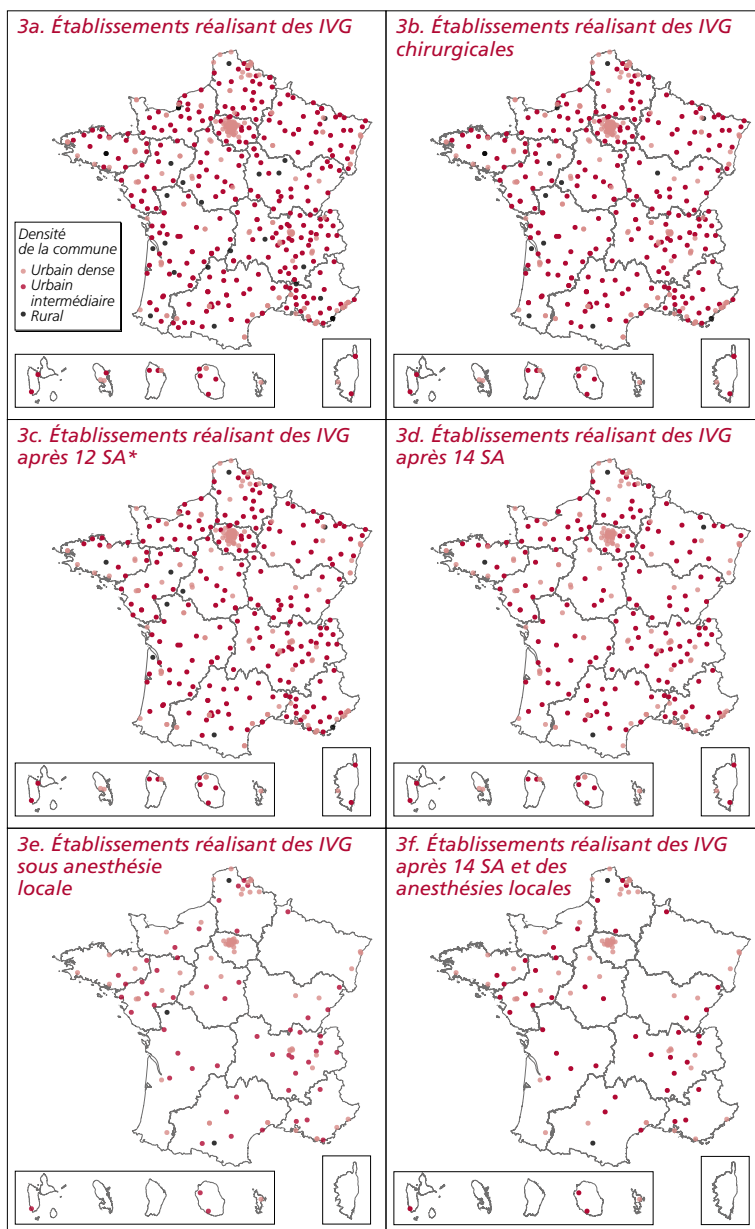 3a. Établissements réalisant des IVG
Densité
de la commune
Urbain dense
Urbain
intermédiaire
Rural
3b. Établissements réalisant des IVG
chirurgicales
3c. Établissements réalisant des IVG
après 12 SA*
3d. Établissements réalisant des IVG
après 14 SA
3e. Établissements réalisant des IVG
sous anesthésie
locale
3f. Établissements réalisant des IVG
après 14 SA et des
anesthésies locales